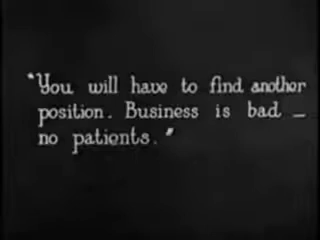 "You will have to find another
position. Business is bad —
no patients."